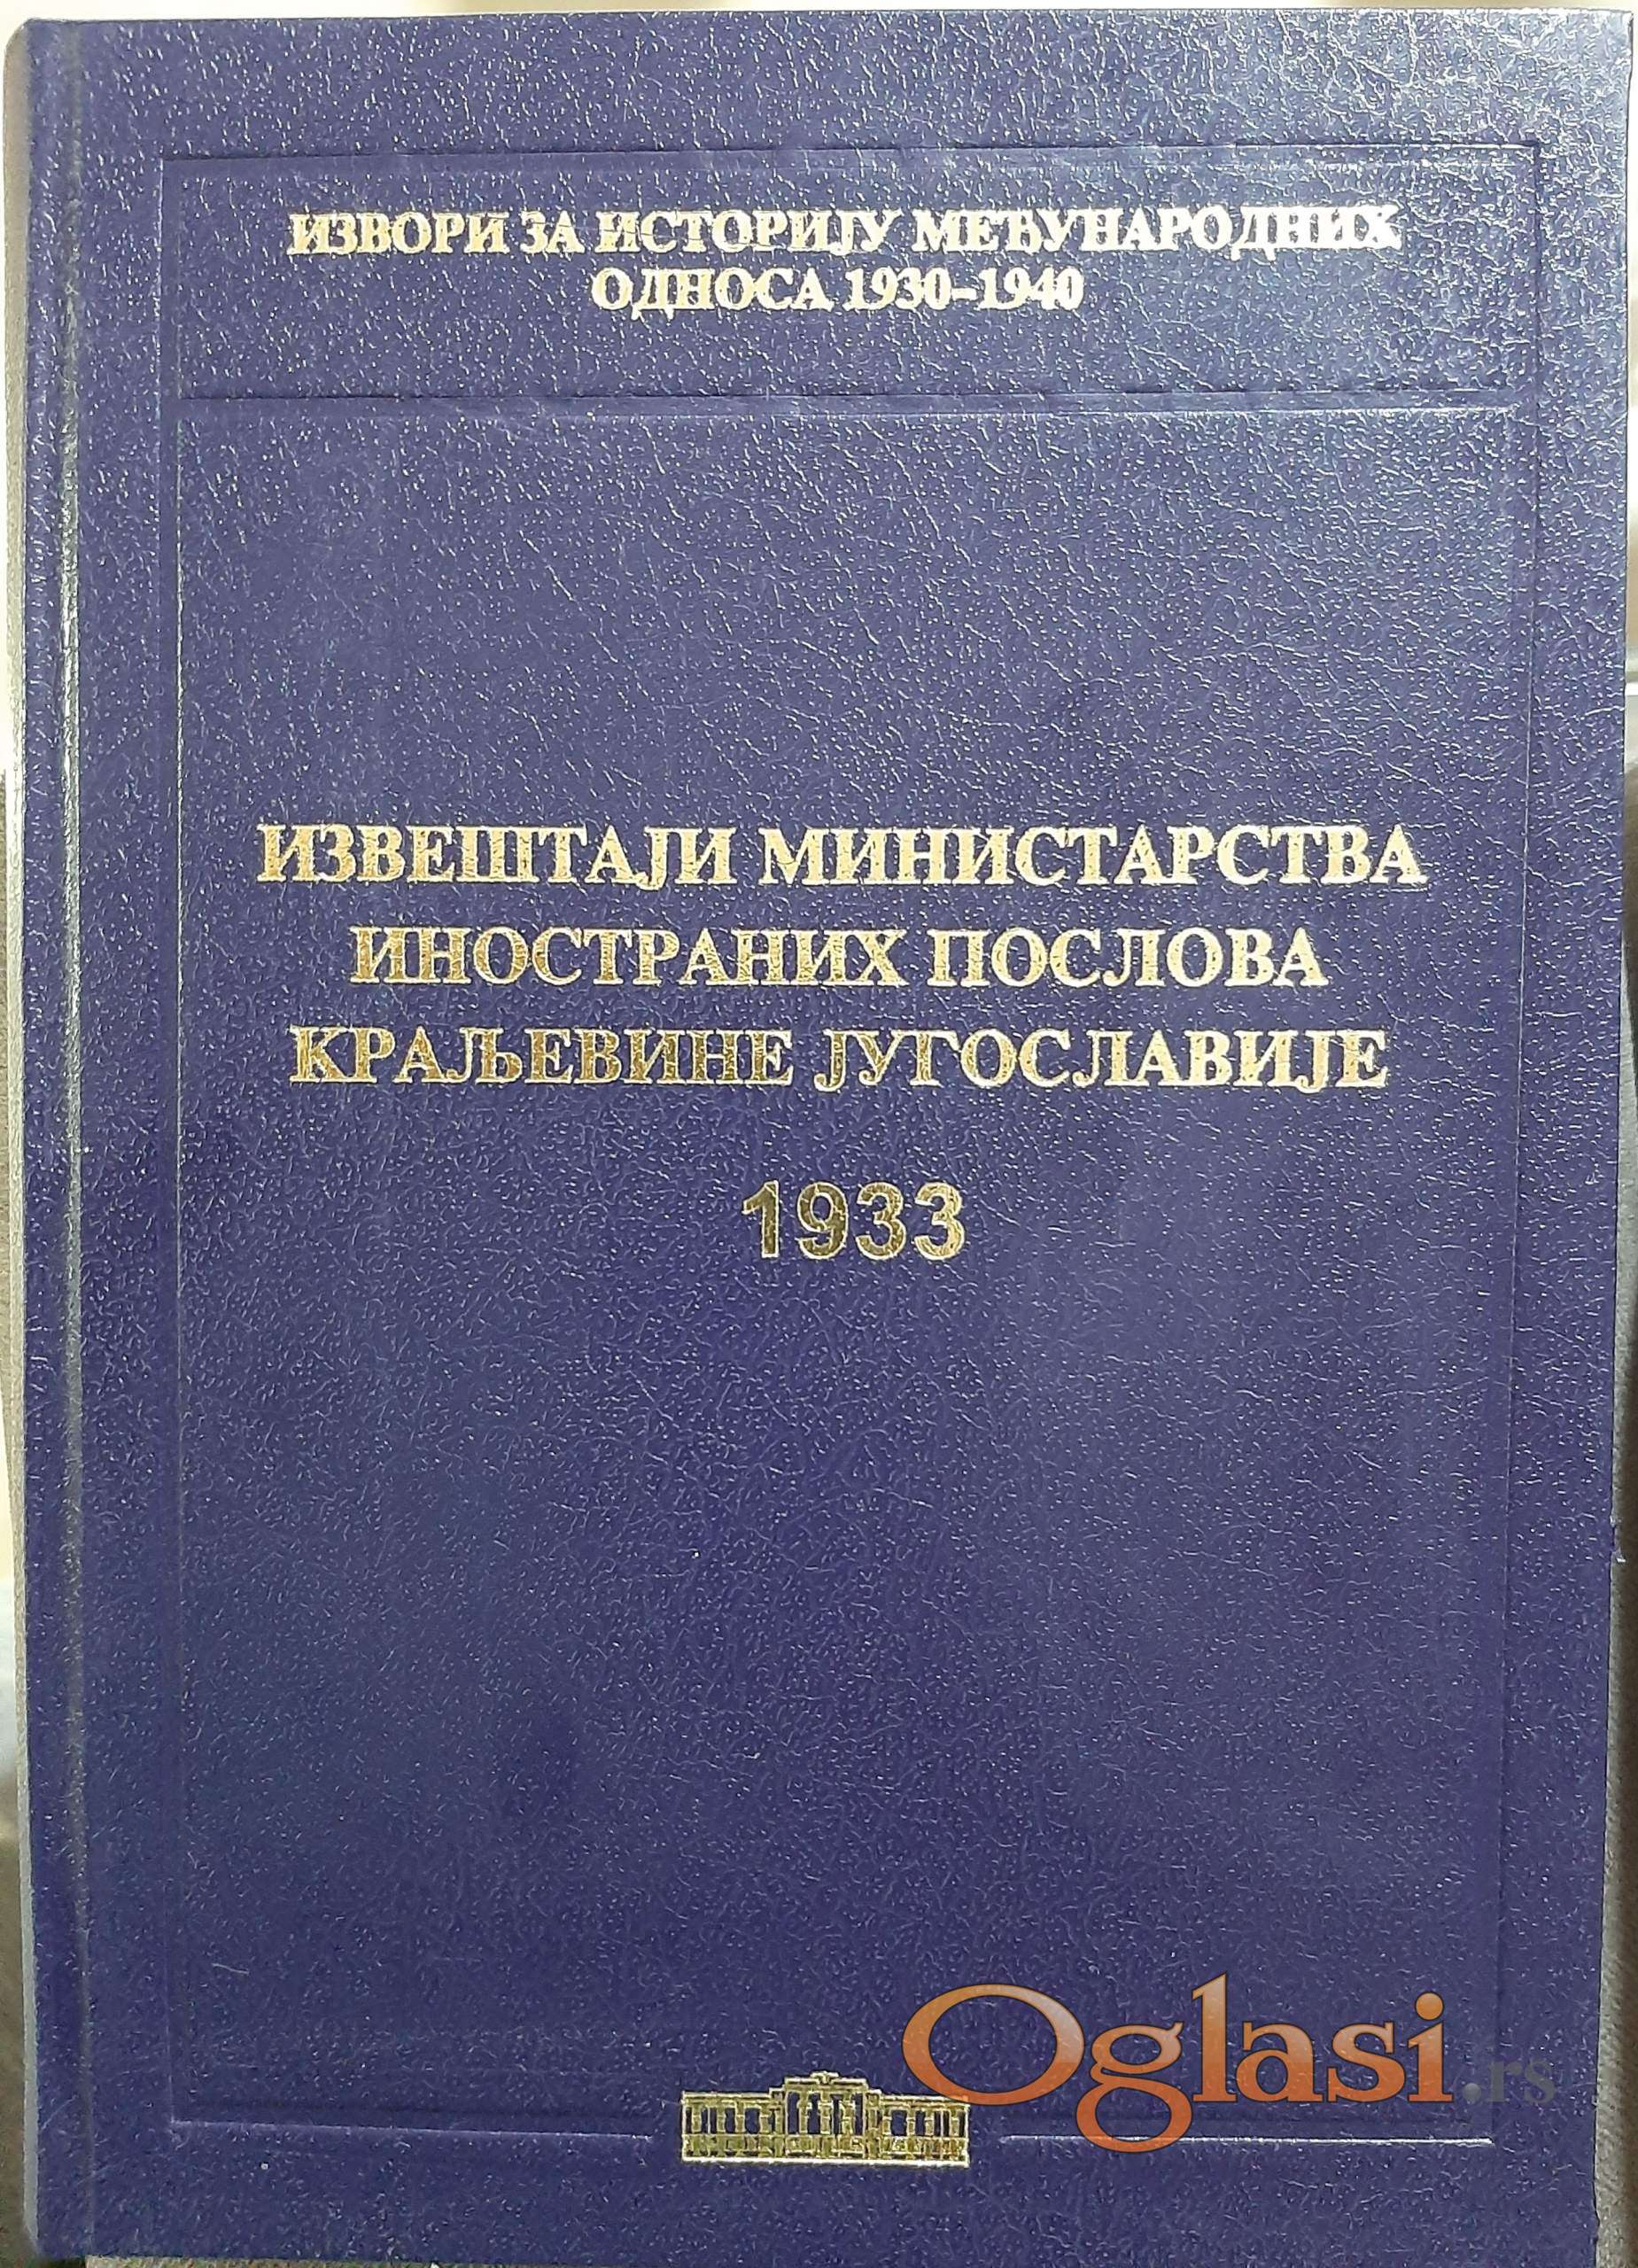 ИЗВОРИ ЗА ИСТОРИЈУ МЕЂУНАРОДНИХ
ОДНОСА 1930-1940
ИЗВЕШТАЈИ МИНИСТАРСТВА
ИНОСТРАНИХ ПОСЛОВА
КРАЉЕВИНЕ ЈУГОСЛАВИЈЕ
1933
Oglasi.rs